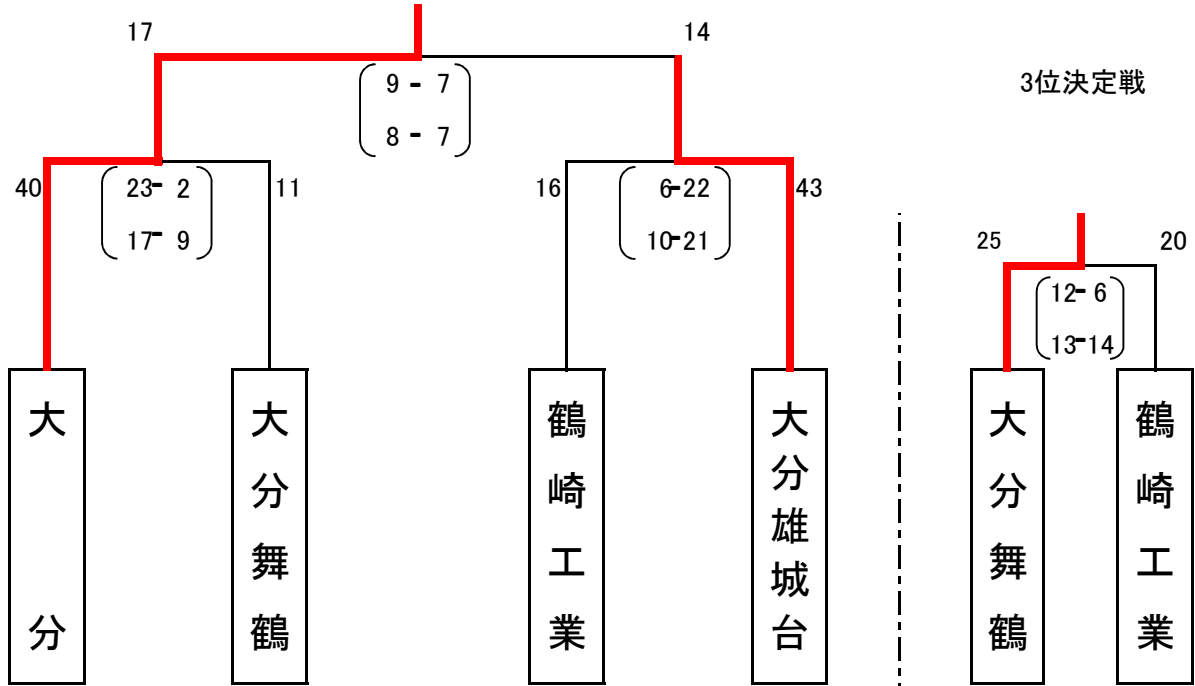 17 14
9 - 7
8 - 7
3位決定戦
40 23- 2 11
17- 9
16 6-22 43
10-21
25 20
12- 6
13-14
大分
大分舞鶴
鶴崎工業
大分雄城台
大分舞鶴
鶴崎工業